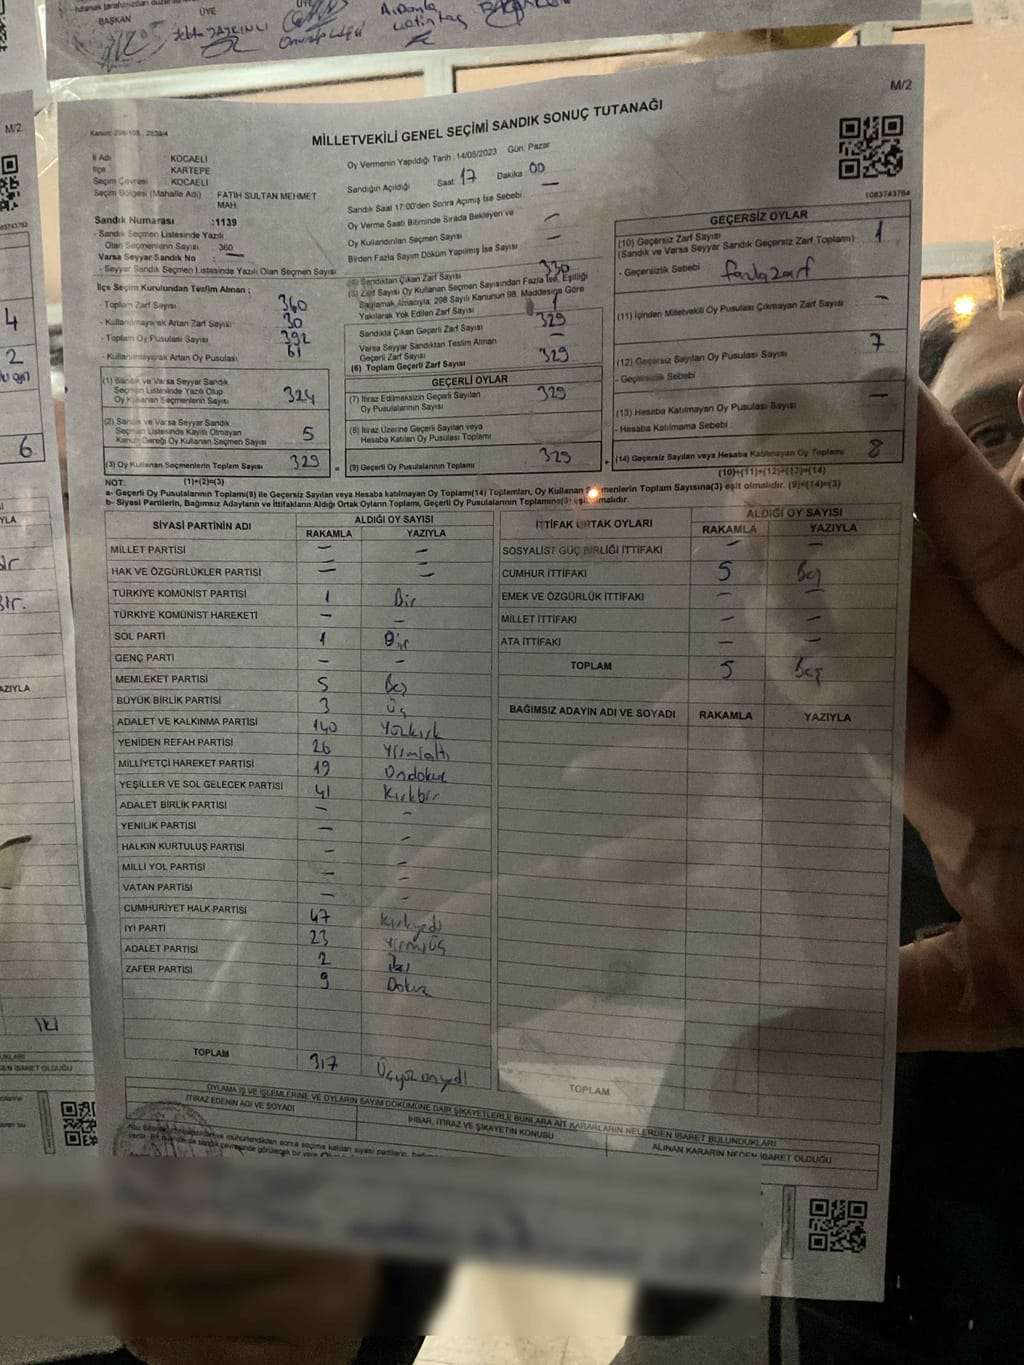 BAŞKAN
ÜYE
M/2
M/2
Kanun: 298/105 , 2839/4
MİLLETVEKİLİ GENEL SEÇİMİ SANDIK SONUÇ TUTANAĞI
İl Adı KOCAELİ
İlçe KARTEPE
Seçim Çevresi KOCAELİ
Seçim Bölgesi (Mahalle Adı) FATİH SULTAN MEHMET MAH.
Sandık Numarası :1139
- Sandık Seçmen Listesinde Yazılı
Olan Seçmenlerin Sayısı 360
Varsa Seyyar Sandık No : —
- Seyyar Sandık Seçmen Listesinde Yazılı Olan Seçmen Sayısı
İlçe Seçim Kurulundan Teslim Alınan ;
- Toplam Zarf Sayısı 360
- Kullanılmayarak Artan Zarf Sayısı 30
- Toplam Oy Pusulası Sayısı 392
- Kullanılmayarak Artan Oy Pusulası 61
(1) Sandık ve Varsa Seyyar Sandık
Seçmen Listesinde Yazılı Olup
Oy Kullanan Seçmenlerin Sayısı 324
(2) Sandık ve Varsa Seyyar Sandık
Seçmen Listesinde Kaydı Olmayan
Kanun Gereği Oy Kullanan Seçmen Sayısı 5
(3) Oy Kullanan Seçmenlerin Toplam Sayısı 329
(1)+(2)=(3)
Oy Vermenin Yapıldığı Tarih : 14/05/2023 Gün: Pazar
Sandığın Açıldığı Saat: 17 Dakika: 00
Sandık Saat 17:00'den Sonra Açılmış İse Sebebi : —
Oy Verme Saati Bitiminde Sırada Bekleyen ve
Oy Kullandırılan Seçmen Sayısı —
Birden Fazla Sayım Döküm Yapılmış İse Sayısı —
(4) Sandıktan Çıkan Zarf Sayısı 330
(5) Zarf Sayısı Oy Kullanan Seçmen Sayısından Fazla İse, Eşitliği
Sağlamak Amacıyla; 298 Sayılı Kanunun 98. Maddesine Göre
Yakılarak Yok Edilen Zarf Sayısı 1
Sandıkta Çıkan Geçerli Zarf Sayısı 329
Varsa Seyyar Sandıktan Teslim Alınan
Geçerli Zarf Sayısı —
(6) Toplam Geçerli Zarf Sayısı 329
GEÇERLİ OYLAR
(7) İtiraz Edilmeksizin Geçerli Sayılan
Oy Pusulalarının Sayısı 329
(8) İtiraz Üzerine Geçerli Sayılan veya
Hesaba Katılan Oy Pusulası Toplamı
= (9) Geçerli Oy Pusulalarının Toplamı 329
1083743764
GEÇERSİZ OYLAR
(10) Geçersiz Zarf Sayısı
(Sandık ve Varsa Seyyar Sandık Geçersiz Zarf Toplamı) 1
- Geçersizlik Sebebi fazla zarf
(11) İçinden Milletvekili Oy Pusulası Çıkmayan Zarf Sayısı —
(12) Geçersiz Sayılan Oy Pusulası Sayısı 7
- Geçersizlik Sebebi
(13) Hesaba Katılmayan Oy Pusulası Sayısı —
- Hesaba Katılmama Sebebi
+ (14) Geçersiz Sayılan veya Hesaba Katılmayan Oy Toplamı 8
(10)+(11)+(12)+(13)=(14)
NOT:
a- Geçerli Oy Pusulalarının Toplamı(9) ile Geçersiz Sayılan veya Hesaba katılmayan Oy Toplamı(14) Toplamları, Oy Kullanan Seçmenlerin Toplam Sayısına(3) eşit olmalıdır. (9)+(14)=(3)
b- Siyasi Partilerin, Bağımsız Adayların ve İttifakların Aldığı Ortak Oyların Toplamı, Geçerli Oy Pusulalarının Toplamına(9) eşit olmalıdır.
SİYASİ PARTİNİN ADI ALDIĞI OY SAYISI
RAKAMLA YAZIYLA
MİLLET PARTİSİ — —
HAK VE ÖZGÜRLÜKLER PARTİSİ — —
TÜRKİYE KOMÜNİST PARTİSİ 1 Bir
TÜRKİYE KOMÜNİST HAREKETİ — —
SOL PARTİ 1 Bir
GENÇ PARTİ — —
MEMLEKET PARTİSİ 5 Beş
BÜYÜK BİRLİK PARTİSİ 3 Üç
ADALET VE KALKINMA PARTİSİ 140 Yüzkırk
YENİDEN REFAH PARTİSİ 26 Yirmialtı
MİLLİYETÇİ HAREKET PARTİSİ 19 Ondokuz
YEŞİLLER VE SOL GELECEK PARTİSİ 41 Kırkbir
ADALET BİRLİK PARTİSİ — —
YENİLİK PARTİSİ —
HALKIN KURTULUŞ PARTİSİ — —
MİLLİ YOL PARTİSİ — —
VATAN PARTİSİ — —
CUMHURİYET HALK PARTİSİ 47 Kırkyedi
İYİ PARTİ 23 Yirmiüç
ADALET PARTİSİ 2 İki
ZAFER PARTİSİ 9 Dokuz
TOPLAM 317 Üçyüzonyedi
İTTİFAK ORTAK OYLARI ALDIĞI OY SAYISI
RAKAMLA YAZIYLA
SOSYALİST GÜÇ BİRLİĞİ İTTİFAKI — —
CUMHUR İTTİFAKI 5 Beş
EMEK VE ÖZGÜRLÜK İTTİFAKI — —
MİLLET İTTİFAKI — —
ATA İTTİFAKI — —
TOPLAM 5 Beş
BAĞIMSIZ ADAYIN ADI VE SOYADI RAKAMLA YAZIYLA
TOPLAM
OYLAMA İŞ VE İŞLEMLERİNE VE OYLARIN SAYIM DÖKÜMÜNE DAİR ŞİKAYETLERLE BUNLARA AİT KARARLARIN NELERDEN İBARET BULUNDUKLARI
İTİRAZ EDENİN ADI VE SOYADI
İHBAR, İTİRAZ VE ŞİKAYETİN KONUSU
ALINAN KARARIN NEDEN İBARET OLDUĞU
4
2
6
YAZIYLA
İki